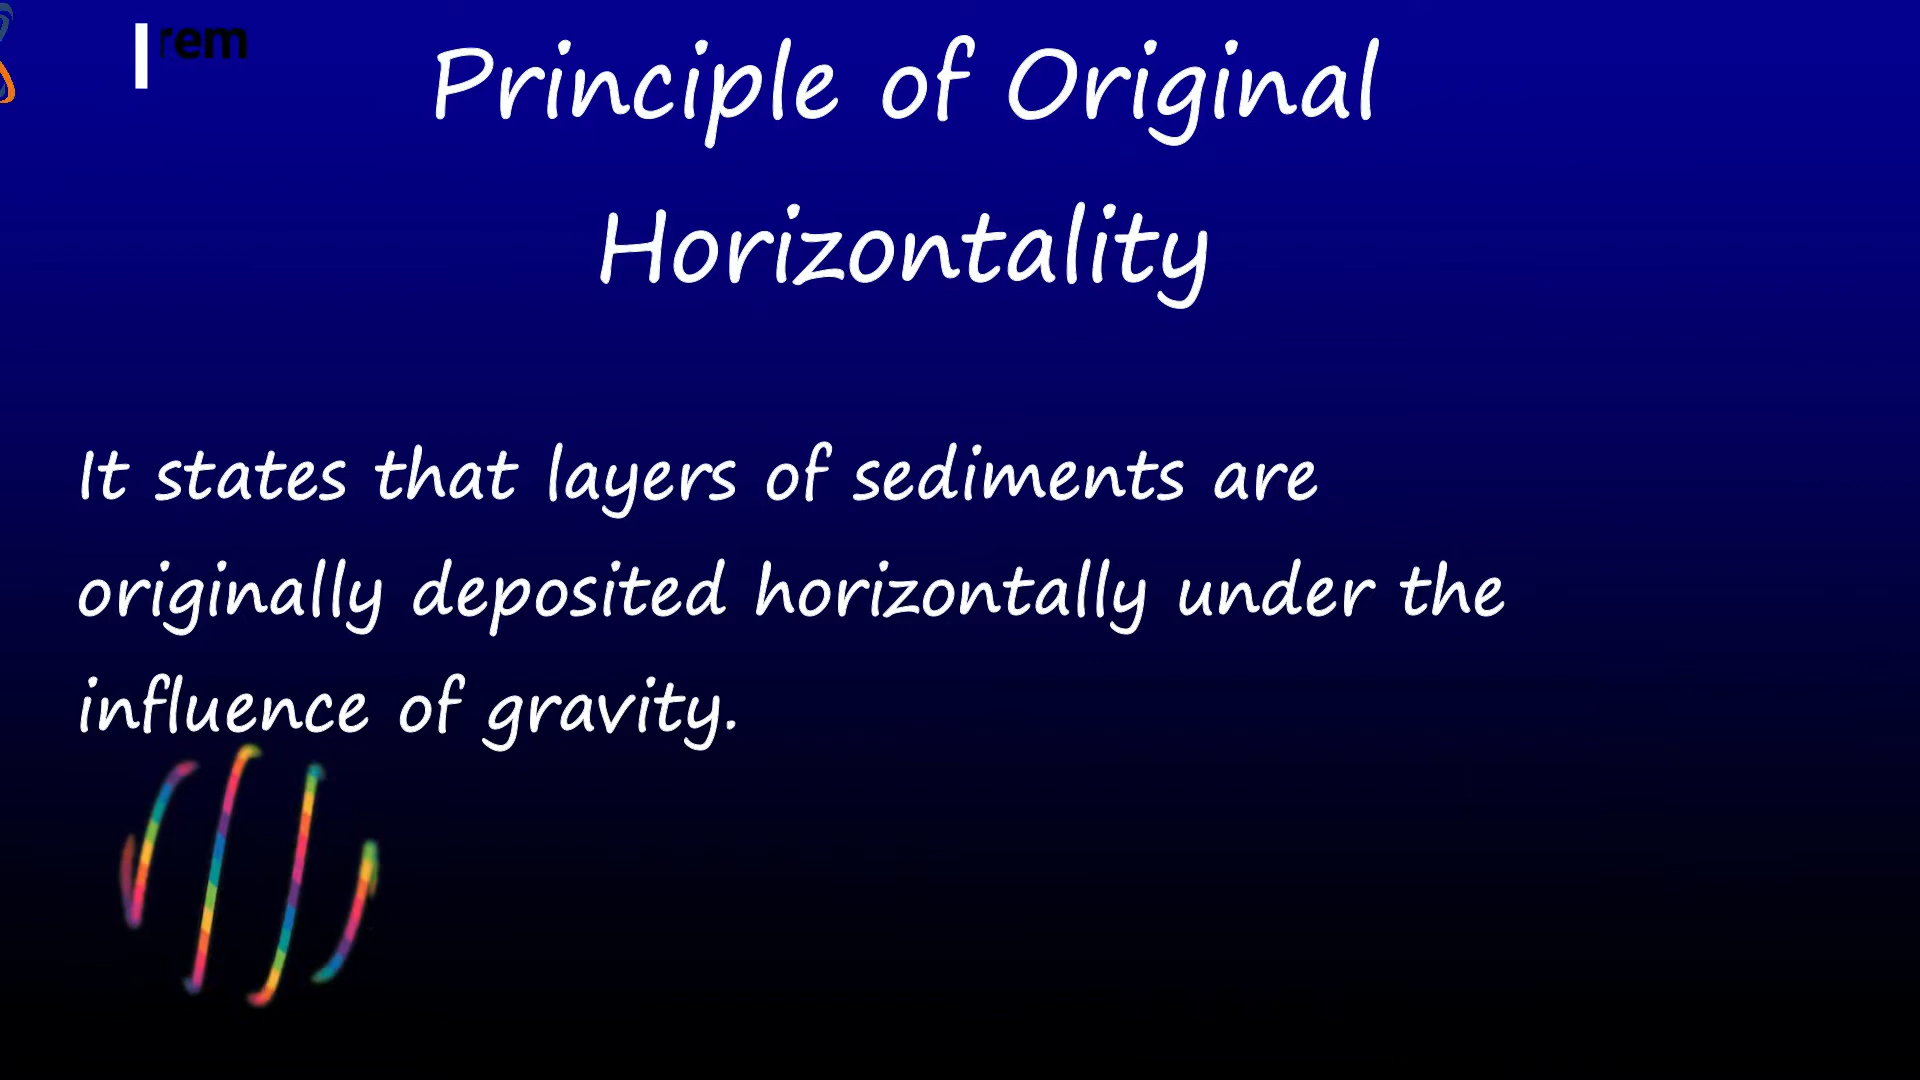 rem
Principle of Original
Horizontality
It states that layers of sediments are
originally deposited horizontally under the
influence of gravity.